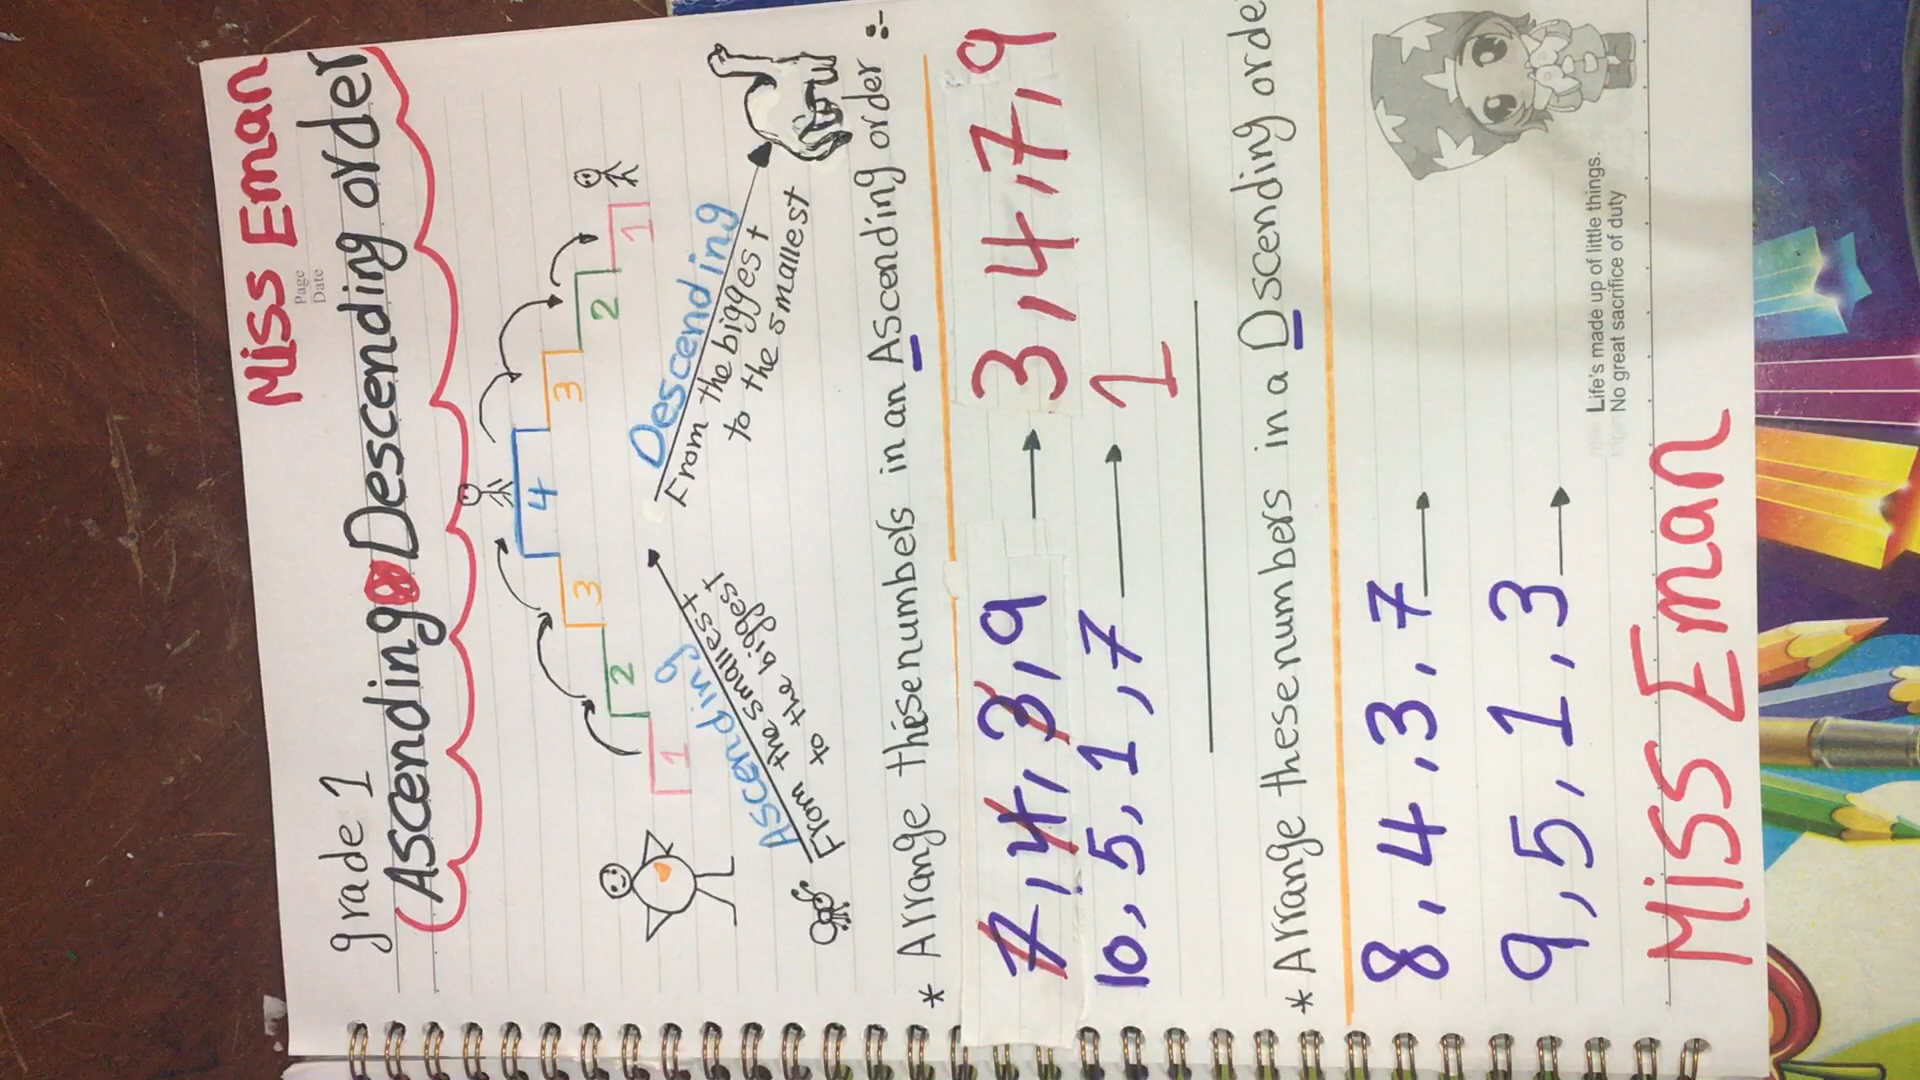 Miss Eman
Page
Date
grade 1
Ascending Descending order
1 2 3 4 3 2 1
Ascending
From the smallest
to the biggest
Descending
From the biggest
to the smallest
* Arrange these numbers in an Ascending order :-
7, 4, 3, 9 → 3, 4, 7, 9
10, 5, 1, 7 → 1
* Arrange these numbers in a Dscending orde
8, 4, 3, 7 →
9, 5, 1, 3 →
Life's made up of little things.
No great sacrifice of duty
Miss Eman